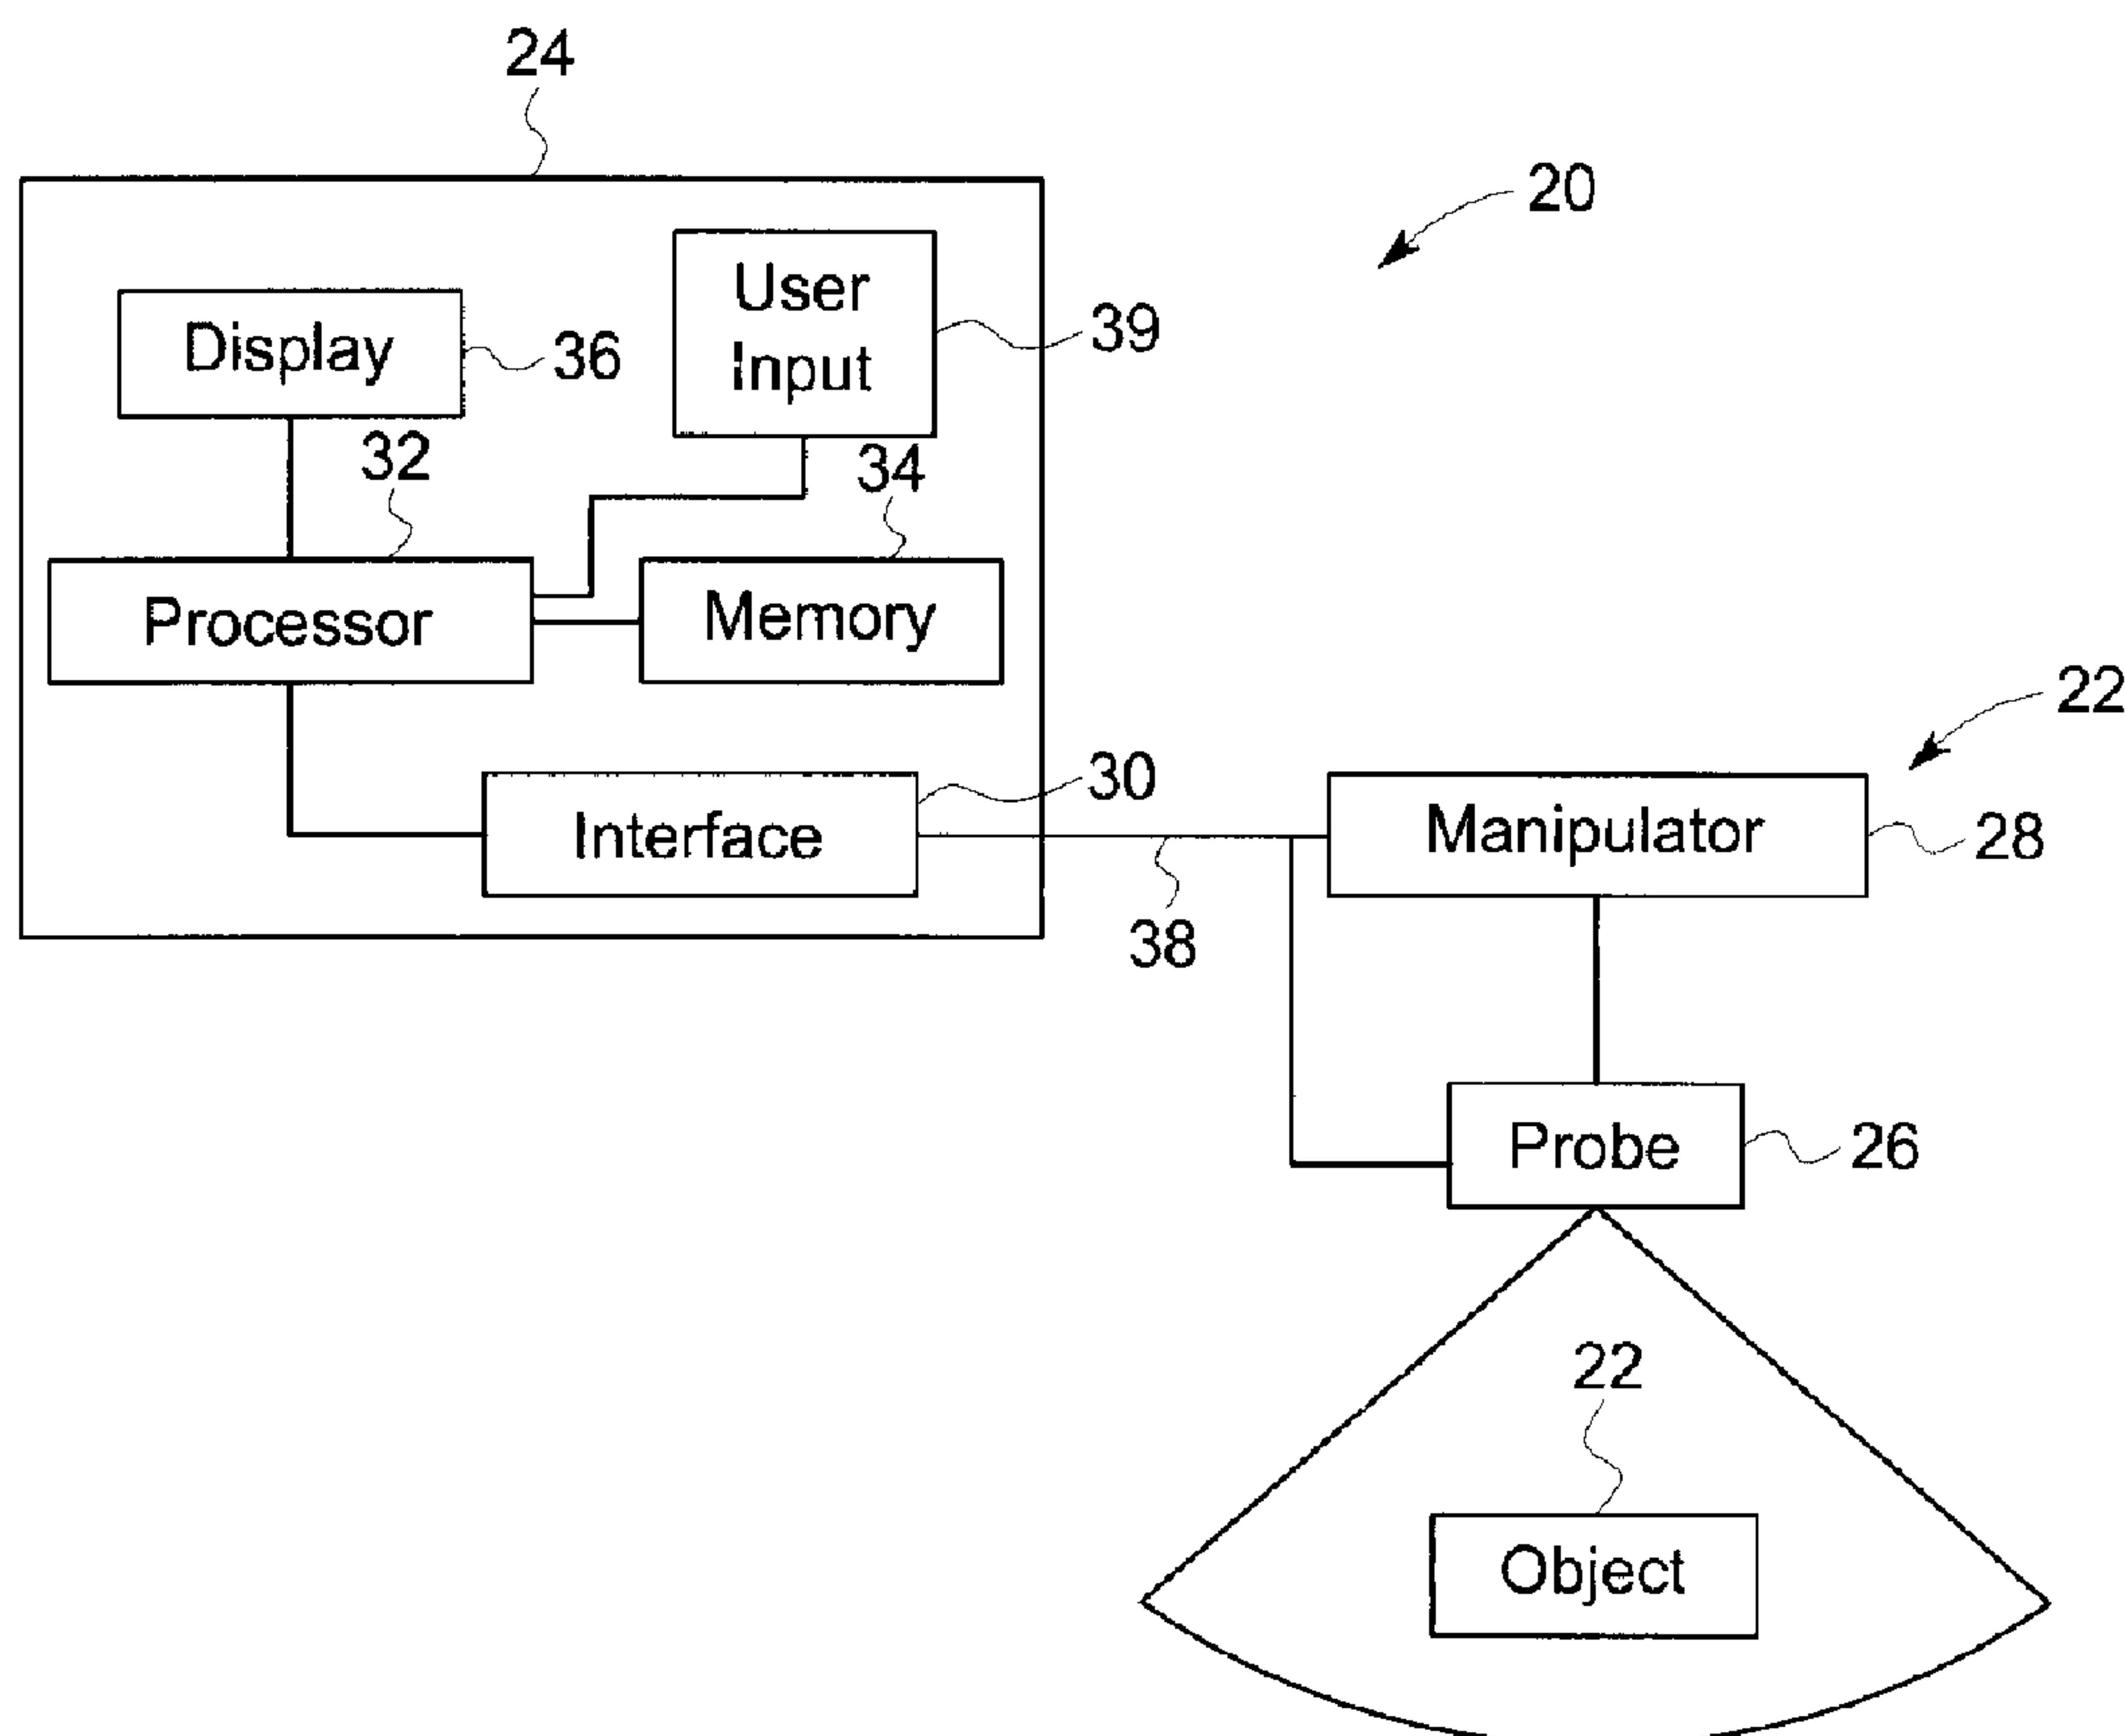 24
20
User
Input
39
Display
36
32
34
Processor
Memory
22
30
Interface
Manipulator
28
38
Probe
26
22
Object